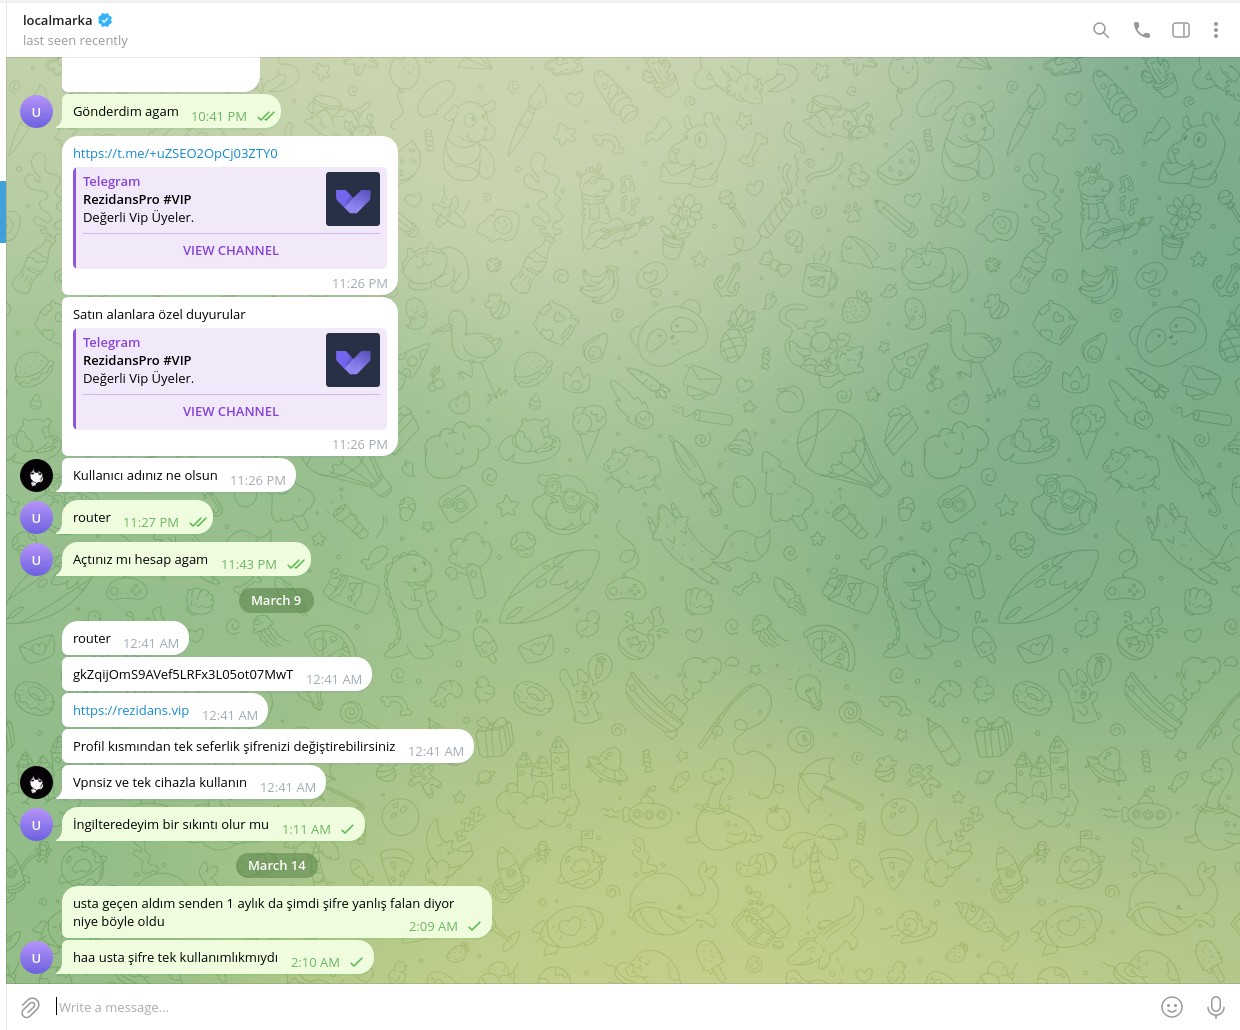 localmarka
last seen recently
Gönderdim agam 10:41 PM
https://t.me/+uZSEO2OpCj03ZTY0
Telegram
RezidansPro #VIP
Değerli Vip Üyeler.
VIEW CHANNEL
11:26 PM
Satın alanlara özel duyurular
Telegram
RezidansPro #VIP
Değerli Vip Üyeler.
VIEW CHANNEL
11:26 PM
Kullanıcı adınız ne olsun 11:26 PM
U router 11:27 PM
Açtınız mı hesap agam 11:43 PM
March 9
router 12:41 AM
gkZqijOmS9AVef5LRFx3L05ot07MwT 12:41 AM
https://rezidans.vip 12:41 AM
Profil kısmından tek seferlik şifrenizi değiştirebilirsiniz 12:41 AM
Vpnsiz ve tek cihazla kullanın 12:41 AM
U İngilteredeyim bir sıkıntı olur mu 1:11 AM
March 14
usta geçen aldım senden 1 aylık da şimdi şifre yanlış falan diyor
niye böyle oldu 2:09 AM
U haa usta şifre tek kullanımlıkmıydı 2:10 AM
Write a message...